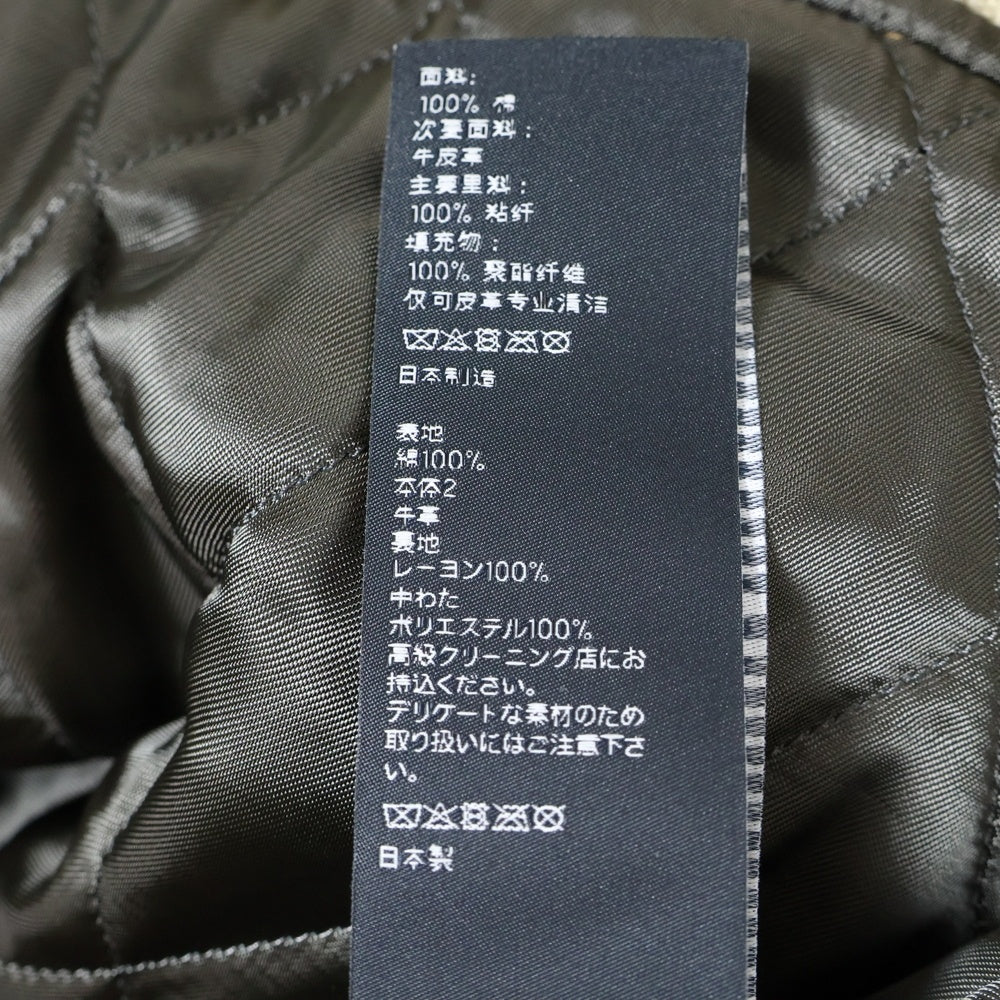 面料:
100% 棉
次要面料:
牛皮革
主要里料:
100% 粘纤
填充物:
100% 聚酯纤维
仅可皮革专业清洁
日本制造
表地
綿100%
本体2
牛革
裏地
レーヨン100%
中わた
ポリエステル100%
高級クリーニング店にお
持込ください。
デリケートな素材のため
取り扱いにはご注意下さ
い。
日本製